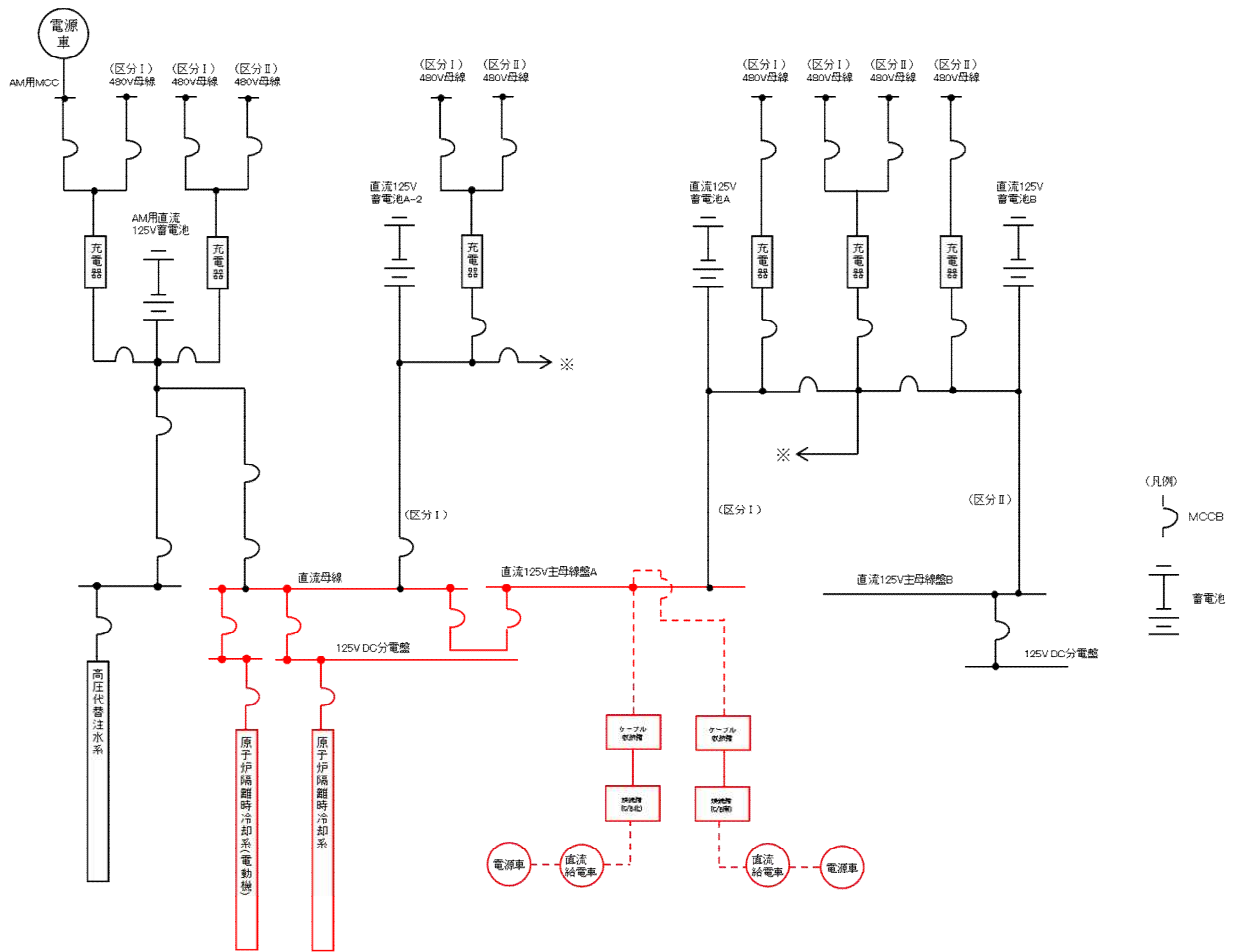 電源
車
AM用MCC
(区分Ⅰ)
480V母線
(区分Ⅰ)
480V母線
(区分Ⅱ)
480V母線
(区分Ⅰ)
480V母線
(区分Ⅱ)
480V母線
(区分Ⅰ)
480V母線
(区分Ⅰ)
480V母線
(区分Ⅱ)
480V母線
(区分Ⅱ)
480V母線
充電器
AM用直流
125V蓄電池
充電器
直流125V
蓄電池A-2
充電器
直流125V
蓄電池A
充電器
充電器
充電器
直流125V
蓄電池B
※
※
(区分Ⅰ)
(区分Ⅰ)
(区分Ⅱ)
(凡例)
MCCB
蓄電池
直流母線
直流125V主母線盤A
直流125V主母線盤B
125V DC分電盤
125V DC分電盤
高圧代替注水系
原子炉隔離時冷却系(電動機)
原子炉隔離時冷却系
ケーブル
ケーブル
電源車
直流
給電車
直流
給電車
電源車